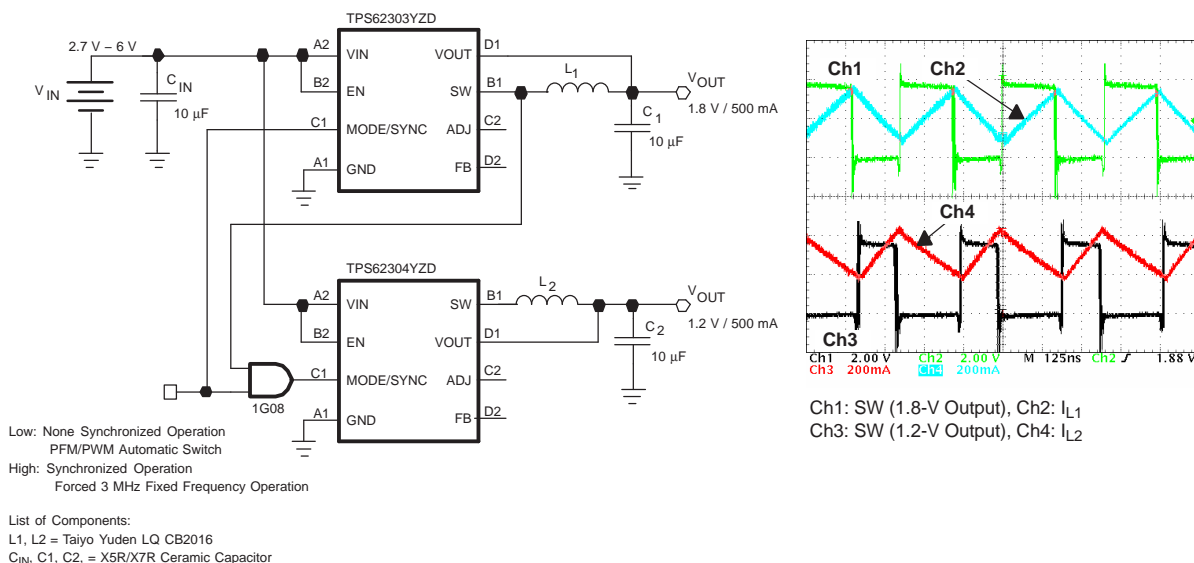 TPS62303YZD
2.7 V – 6 V
A2 VIN VOUT D1
B2 EN SW B1
C1 MODE/SYNC ADJ C2
A1 GND FB D2
V IN
C IN
10 µF
L1
VOUT
1.8 V / 500 mA
C 1
10 µF
TPS62304YZD
A2 VIN SW B1
B2 EN VOUT D1
C1 MODE/SYNC ADJ C2
A1 GND FB D2
L2
VOUT
1.2 V / 500 mA
C 2
10 µF
1G08
Low: None Synchronized Operation
PFM/PWM Automatic Switch
High: Synchronized Operation
Forced 3 MHz Fixed Frequency Operation
List of Components:
L1, L2 = Taiyo Yuden LQ CB2016
CIN, C1, C2, = X5R/X7R Ceramic Capacitor
Ch1 Ch2
Ch4
Ch3
Ch1 2.00 V Ch2 2.00 V M 125ns Ch2 ƒ 1.88 V
Ch3 200mA Ch4 200mA
Ch1: SW (1.8-V Output), Ch2: IL1
Ch3: SW (1.2-V Output), Ch4: IL2